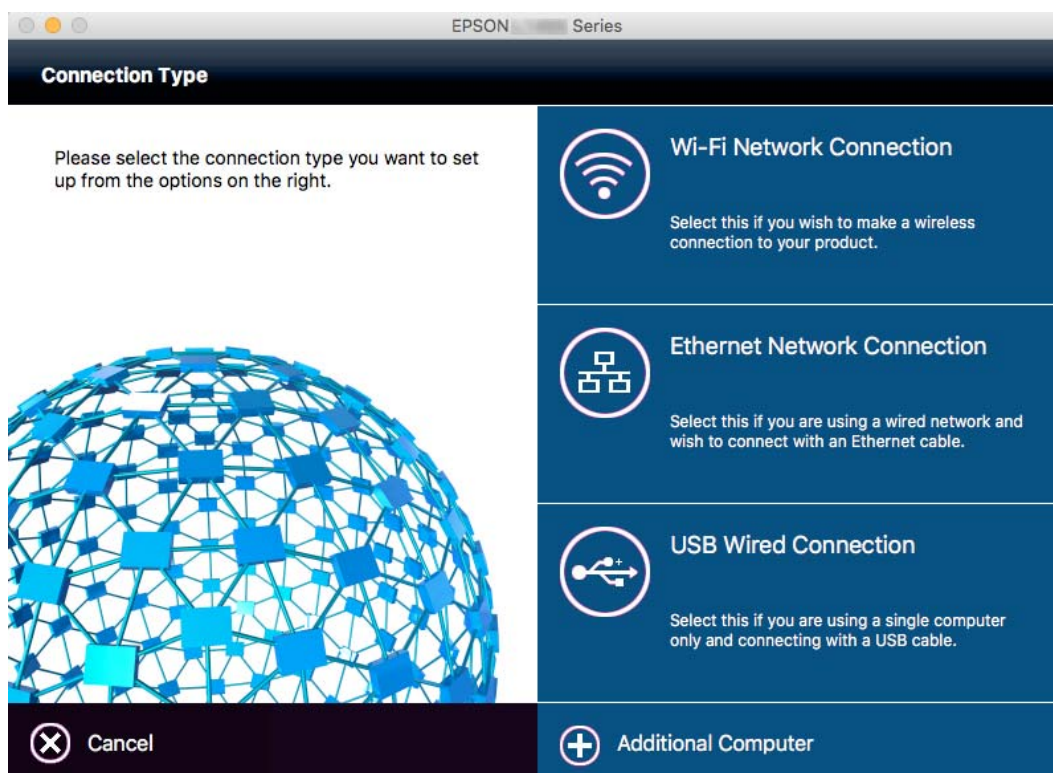 EPSON Series
Connection Type
Please select the connection type you want to set
up from the options on the right.
Wi-Fi Network Connection
Select this if you wish to make a wireless
connection to your product.
Ethernet Network Connection
Select this if you are using a wired network and
wish to connect with an Ethernet cable.
USB Wired Connection
Select this if you are using a single computer
only and connecting with a USB cable.
Cancel
Additional Computer